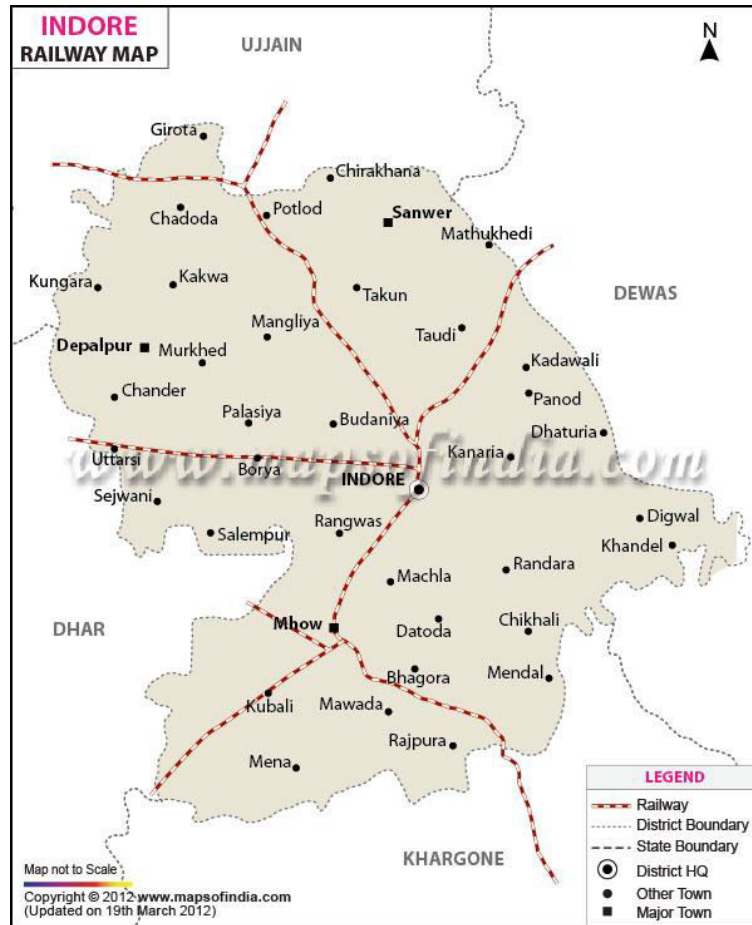 INDORE
RAILWAY MAP
UJJAIN
N
Girota
Chirakhana
Chadoda
Potlod
Sanwer
Mathukhedi
Kungara
Kakwa
Takun
DEWAS
Mangliya
Taudi
Depalpur
Murkhed
Kadawali
Chander
Panod
Palasiya
Budaniya
Dhaturia
www.mapsofindia.com
Uttarsi
Borya
Kanaria
INDORE
Sejwani
Salempur
Rangwas
Digwal
Khandel
Machla
Randara
DHAR
Mhow
Datoda
Chikhali
Bhagora
Mendal
Kubali
Mawada
Rajpura
Mena
KHARGONE
LEGEND
Railway
District Boundary
State Boundary
District HQ
Other Town
Major Town
Map not to Scale
Copyright © 2012 www.mapsofindia.com
(Updated on 19th March 2012)